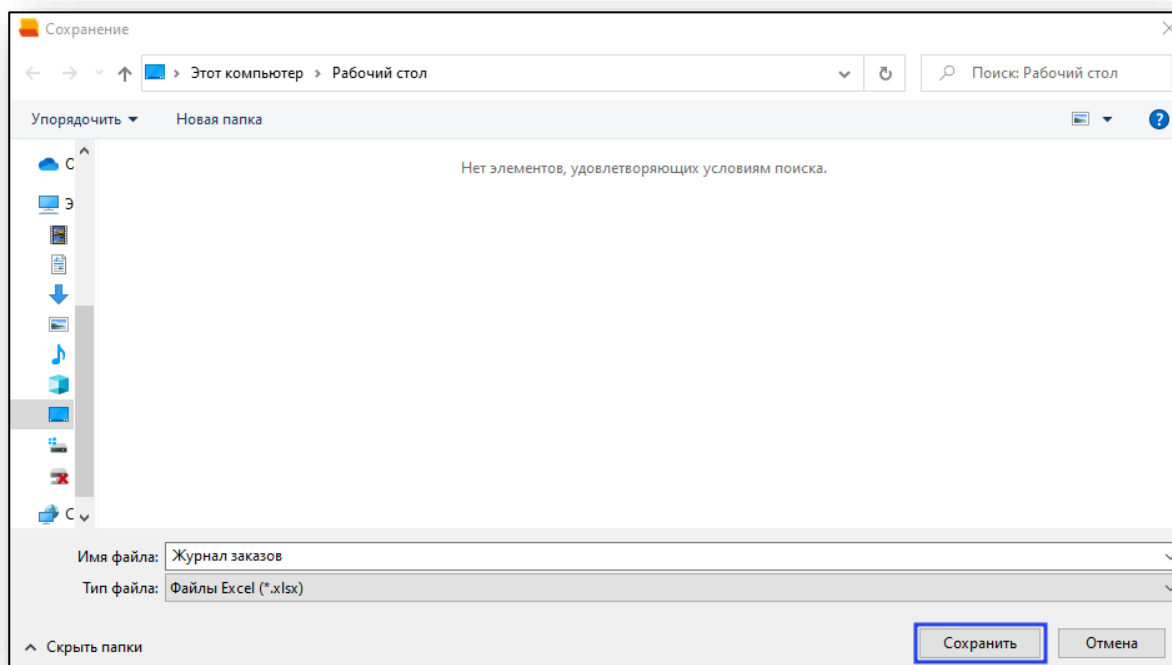 Сохранение
Этот компьютер › Рабочий стол
Поиск: Рабочий стол
Упорядочить
Новая папка
?
О
Нет элементов, удовлетворяющих условиям поиска.
Э
С
Имя файла: Журнал заказов
Тип файла: Файлы Excel (*.xlsx)
Скрыть папки
Сохранить
Отмена